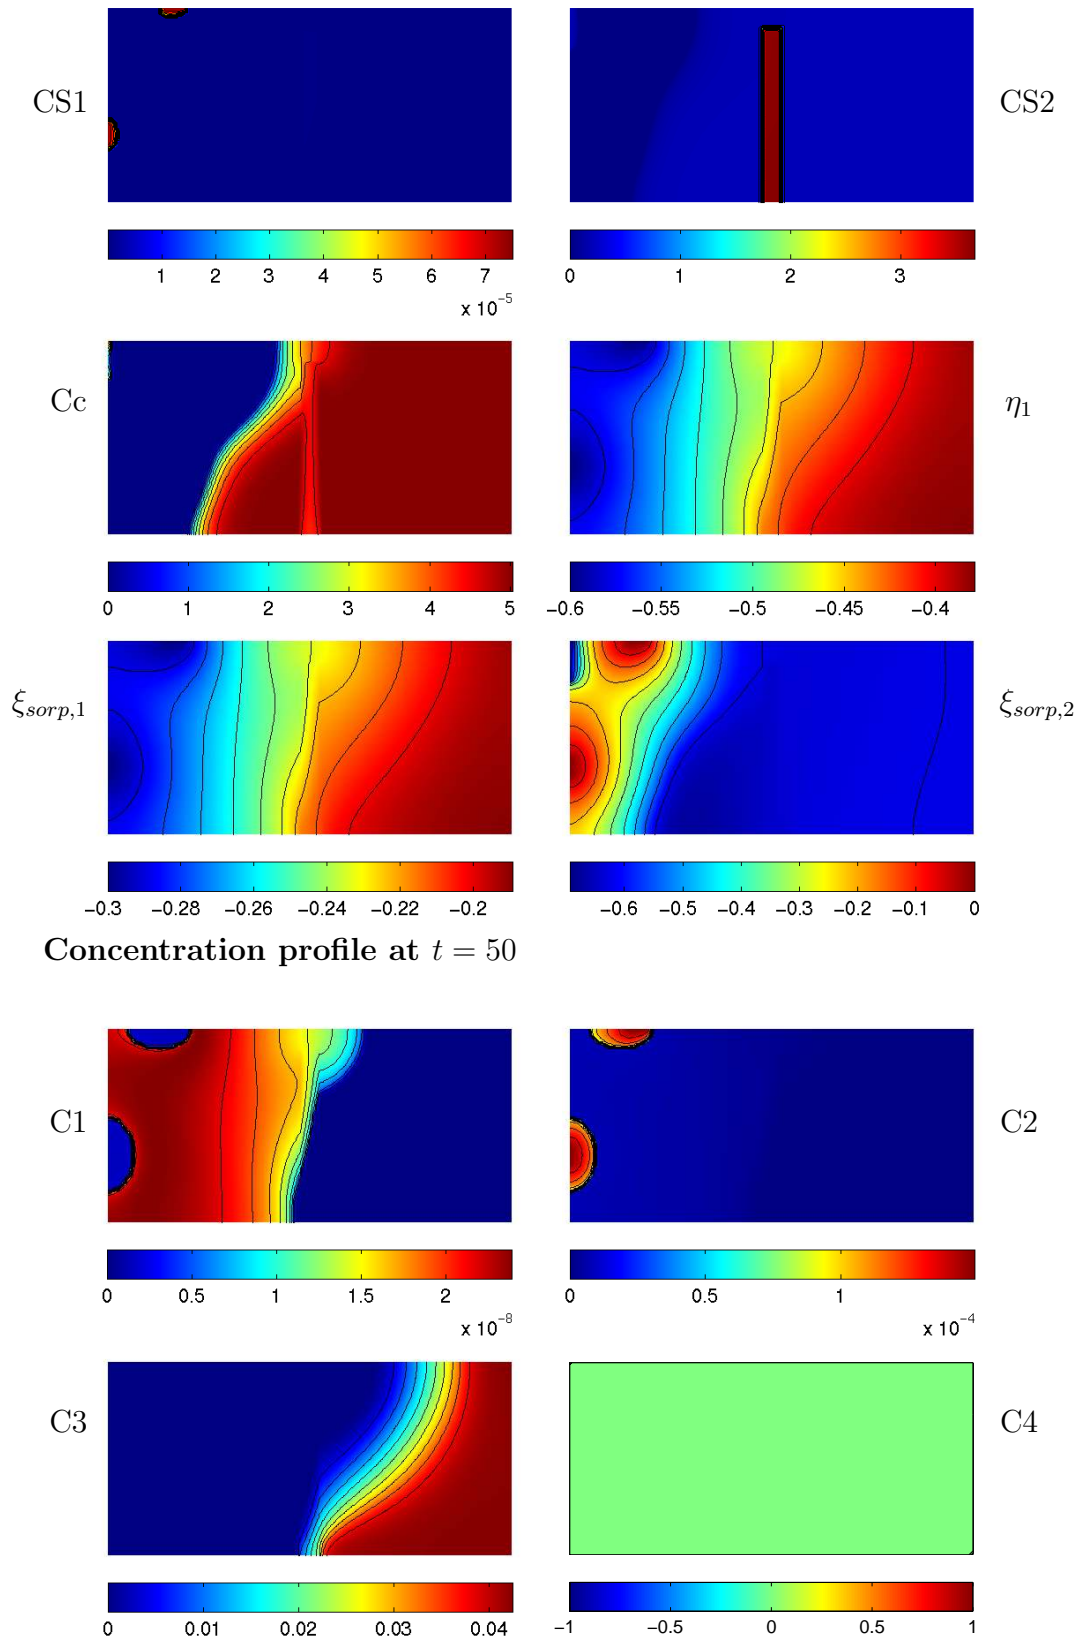 CS1
CS2
1 2 3 4 5 6 7
x 10⁻⁵
0 1 2 3
Cc
η₁
0 1 2 3 4 5
−0.6 −0.55 −0.5 −0.45 −0.4
ξ_{sorp,1}
ξ_{sorp,2}
−0.3 −0.28 −0.26 −0.24 −0.22 −0.2
−0.6 −0.5 −0.4 −0.3 −0.2 −0.1 0
Concentration profile at t = 50
C1
C2
0 0.5 1 1.5 2
x 10⁻⁸
0 0.5 1
x 10⁻⁴
C3
C4
0 0.01 0.02 0.03 0.04
−1 −0.5 0 0.5 1